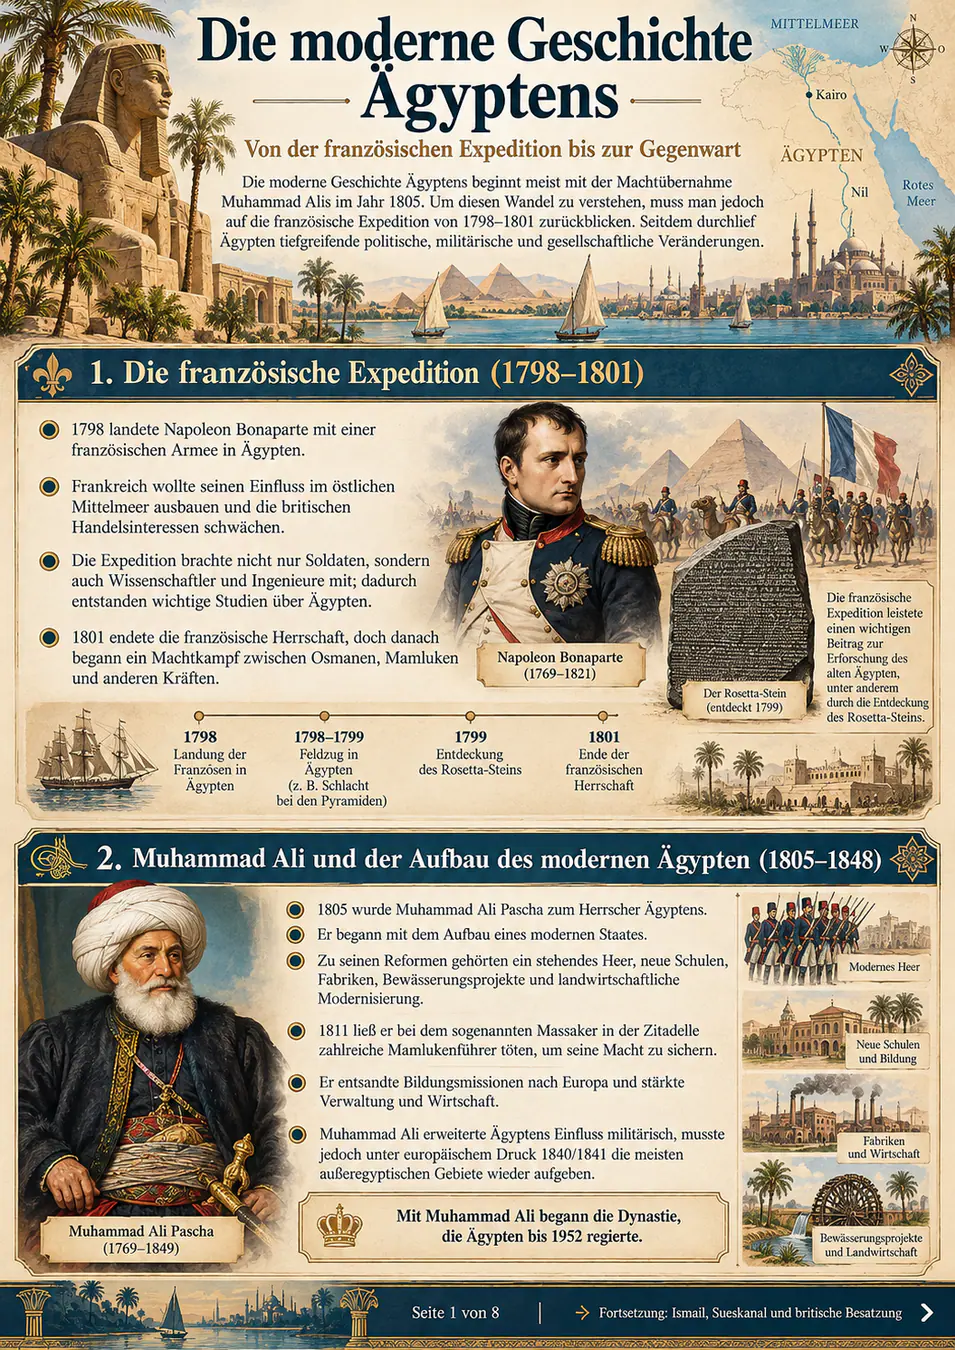 Die moderne Geschichte
Ägyptens
Von der französischen Expedition bis zur Gegenwart
Die moderne Geschichte Ägyptens beginnt meist mit der Machtübernahme
Muhammad Alis im Jahr 1805. Um diesen Wandel zu verstehen, muss man jedoch
auf die französische Expedition von 1798–1801 zurückblicken. Seitdem durchlief
Ägypten tiefgreifende politische, militärische und gesellschaftliche Veränderungen.
MITTELMEER
N
W
O
S
Kairo
ÄGYPTEN
Nil
Rotes
Meer
1. Die französische Expedition (1798–1801)
1798 landete Napoleon Bonaparte mit einer
französischen Armee in Ägypten.
Frankreich wollte seinen Einfluss im östlichen
Mittelmeer ausbauen und die britischen
Handelsinteressen schwächen.
Die Expedition brachte nicht nur Soldaten, sondern
auch Wissenschaftler und Ingenieure mit; dadurch
entstanden wichtige Studien über Ägypten.
1801 endete die französische Herrschaft, doch danach
begann ein Machtkampf zwischen Osmanen, Mamluken
und anderen Kräften.
Napoleon Bonaparte
(1769–1821)
Der Rosetta-Stein
(entdeckt 1799)
Die französische
Expedition leistete
einen wichtigen
Beitrag zur
Erforschung des
alten Ägypten,
unter anderem
durch die Entdeckung
des Rosetta-Steins.
1798
Landung der
Franzosen in
Ägypten
1798–1799
Feldzug in
Ägypten
(z. B. Schlacht
bei den Pyramiden)
1799
Entdeckung
des Rosetta-Steins
1801
Ende der
französischen
Herrschaft
2. Muhammad Ali und der Aufbau des modernen Ägypten (1805–1848)
1805 wurde Muhammad Ali Pascha zum Herrscher Ägyptens.
Er begann mit dem Aufbau eines modernen Staates.
Zu seinen Reformen gehörten ein stehendes Heer, neue Schulen,
Fabriken, Bewässerungsprojekte und landwirtschaftliche
Modernisierung.
1811 ließ er bei dem sogenannten Massaker in der Zitadelle
zahlreiche Mamlukenführer töten, um seine Macht zu sichern.
Er entsandte Bildungsmissionen nach Europa und stärkte
Verwaltung und Wirtschaft.
Muhammad Ali erweiterte Ägyptens Einfluss militärisch, musste
jedoch unter europäischem Druck 1840/1841 die meisten
außeregyptischen Gebiete wieder aufgeben.
Muhammad Ali Pascha
(1769–1849)
Mit Muhammad Ali begann die Dynastie,
die Ägypten bis 1952 regierte.
Modernes Heer
Neue Schulen
und Bildung
Fabriken
und Wirtschaft
Bewässerungsprojekte
und Landwirtschaft
Seite 1 von 8
Fortsetzung: Ismail, Sueskanal und britische Besatzung